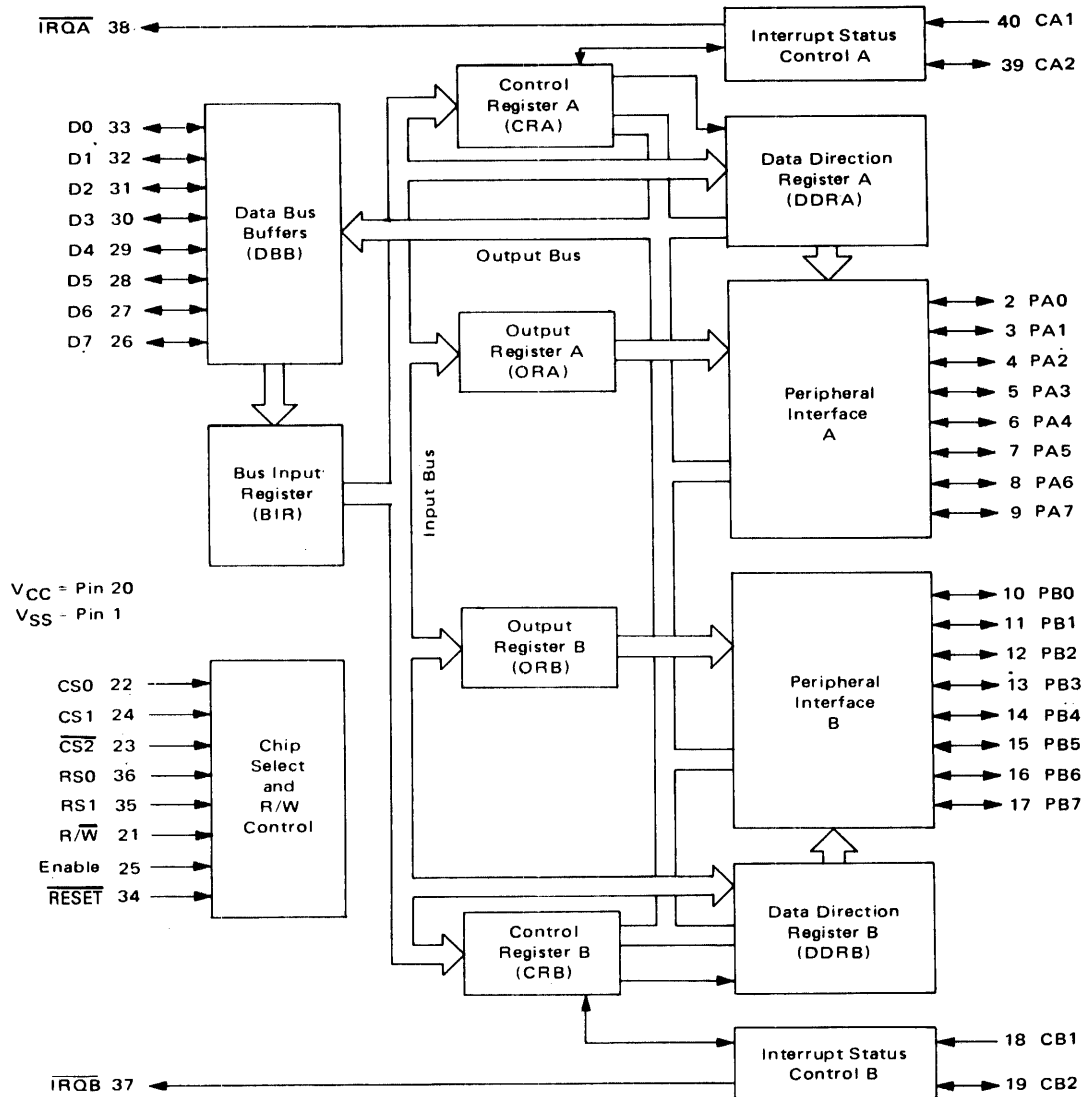 IRQA 38
Interrupt Status
Control A
40 CA1
39 CA2
Control
Register A
(CRA)
D0 33
D1 32
D2 31
D3 30
D4 29
D5 28
D6 27
D7 26
Data Bus
Buffers
(DBB)
Data Direction
Register A
(DDRA)
Output Bus
Output
Register A
(ORA)
Peripheral
Interface
A
2 PA0
3 PA1
4 PA2
5 PA3
6 PA4
7 PA5
8 PA6
9 PA7
Bus Input
Register
(BIR)
Input Bus
VCC = Pin 20
VSS - Pin 1
Output
Register B
(ORB)
Peripheral
Interface
B
10 PB0
11 PB1
12 PB2
13 PB3
14 PB4
15 PB5
16 PB6
17 PB7
CS0 22
CS1 24
CS2 23
RS0 36
RS1 35
R/W 21
Enable 25
RESET 34
Chip
Select
and
R/W
Control
Control
Register B
(CRB)
Data Direction
Register B
(DDRB)
Interrupt Status
Control B
18 CB1
19 CB2
IRQB 37